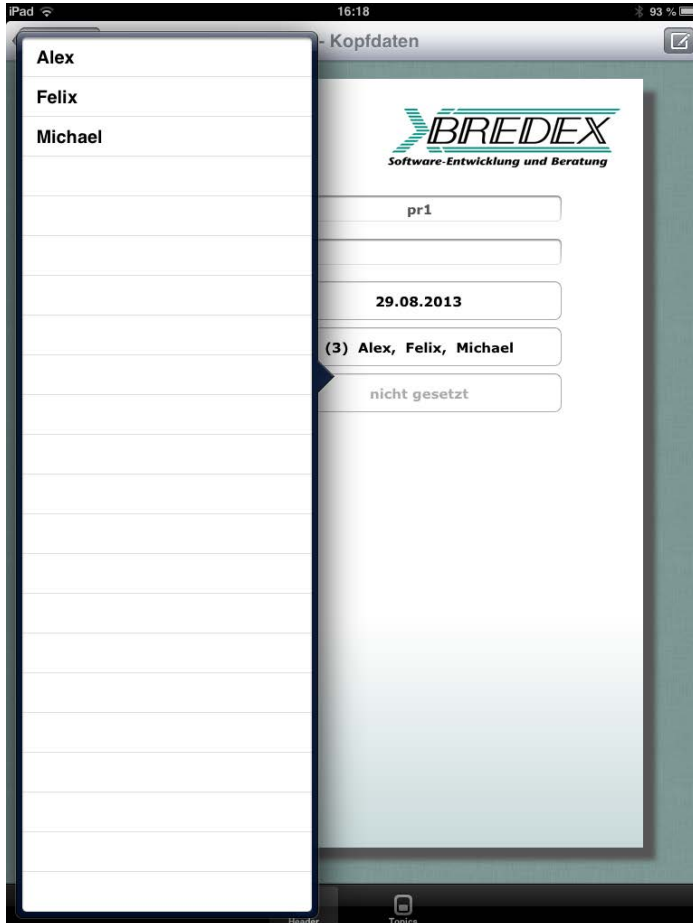 iPad 16:18 93 %
- Kopfdaten
Alex
Felix
Michael
BREDEX
Software-Entwicklung und Beratung
pr1
29.08.2013
(3) Alex, Felix, Michael
nicht gesetzt
Header Topics